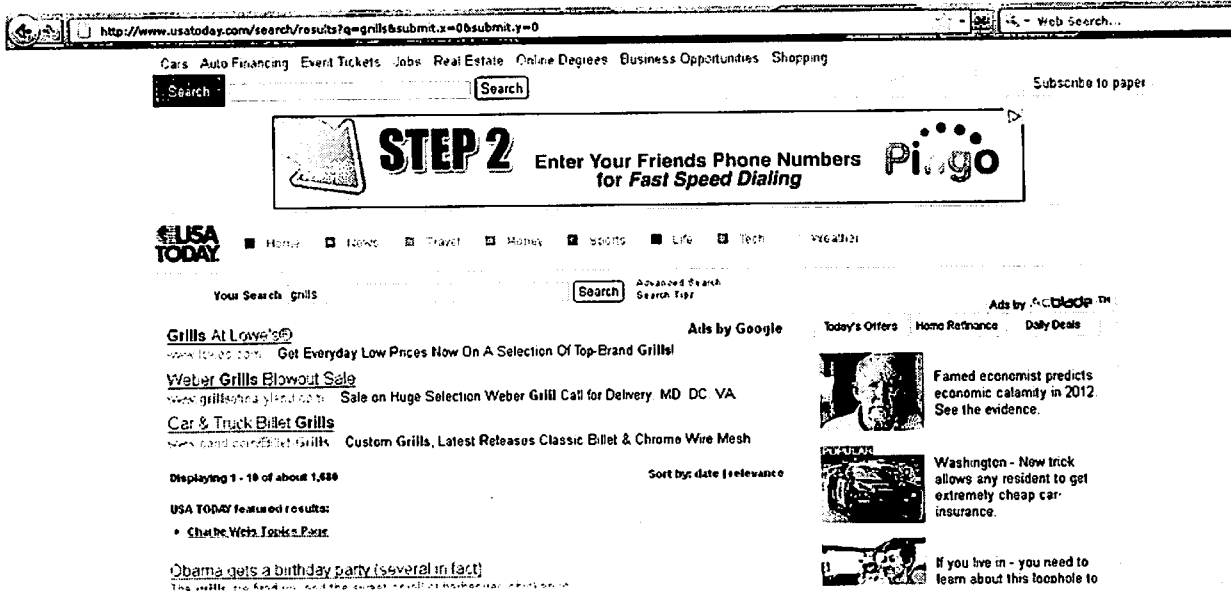 http://www.usatoday.com/search/results?q=grills&submit.x=0&submit.y=0
Web Search...
Cars Auto Financing Event Tickets Jobs Real Estate Online Degrees Business Opportunities Shopping
Search Search
Subscribe to paper
STEP 2
Enter Your Friends Phone Numbers
for Fast Speed Dialing
Pingo
USA
TODAY
Home News Travel Money Sports Life Tech Weather
Your Search grills Search Advanced Search
Search Tips
Grills At Lowe's® Ads by Google
Get Everyday Low Prices Now On A Selection Of Top-Brand Grills!
Weber Grills Blowout Sale
Sale on Huge Selection Weber Grill Call for Delivery. MD. DC. VA
Car & Truck Billet Grills
Custom Grills, Latest Releases Classic Billet & Chrome Wire Mesh
Displaying 1 - 10 of about 1,680 Sort by: date | relevance
USA TODAY featured results:
• Charlie Weis Topics Page
Obama gets a birthday party (several in fact)
Ads by Adblade ™
Today's Offers Home Refinance Daily Deals
Famed economist predicts
economic calamity in 2012.
See the evidence.
POPULAR
Washington - New trick
allows any resident to get
extremely cheap car-
insurance.
If you live in - you need to
learn about this loophole to